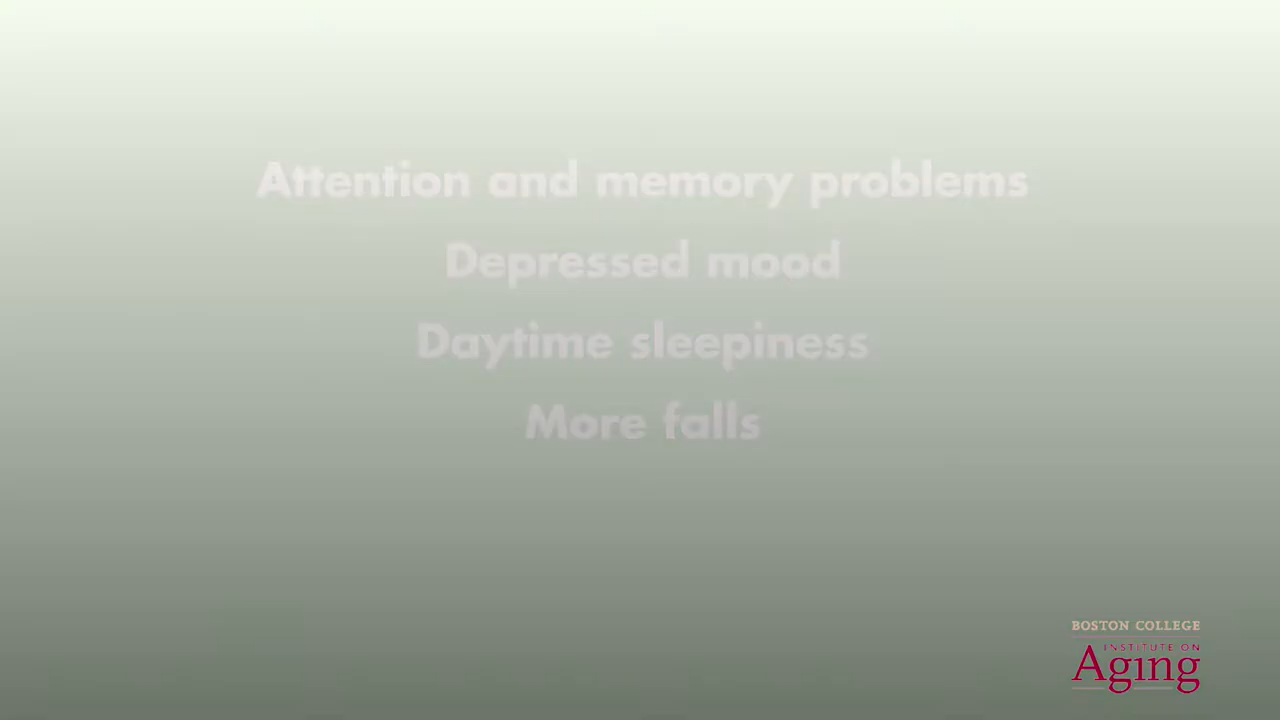 Attention and memory problems
Depressed mood
Daytime sleepiness
More falls
BOSTON COLLEGE
INSTITUTE ON
Aging